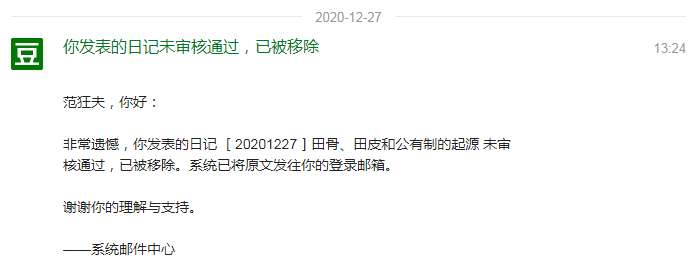 2020-12-27
豆
你发表的日记未审核通过，已被移除
13:24
范狂夫，你好：
非常遗憾，你发表的日记 ［20201227］田骨、田皮和公有制的起源 未审
核通过，已被移除。系统已将原文发往你的登录邮箱。
谢谢你的理解与支持。
——系统邮件中心